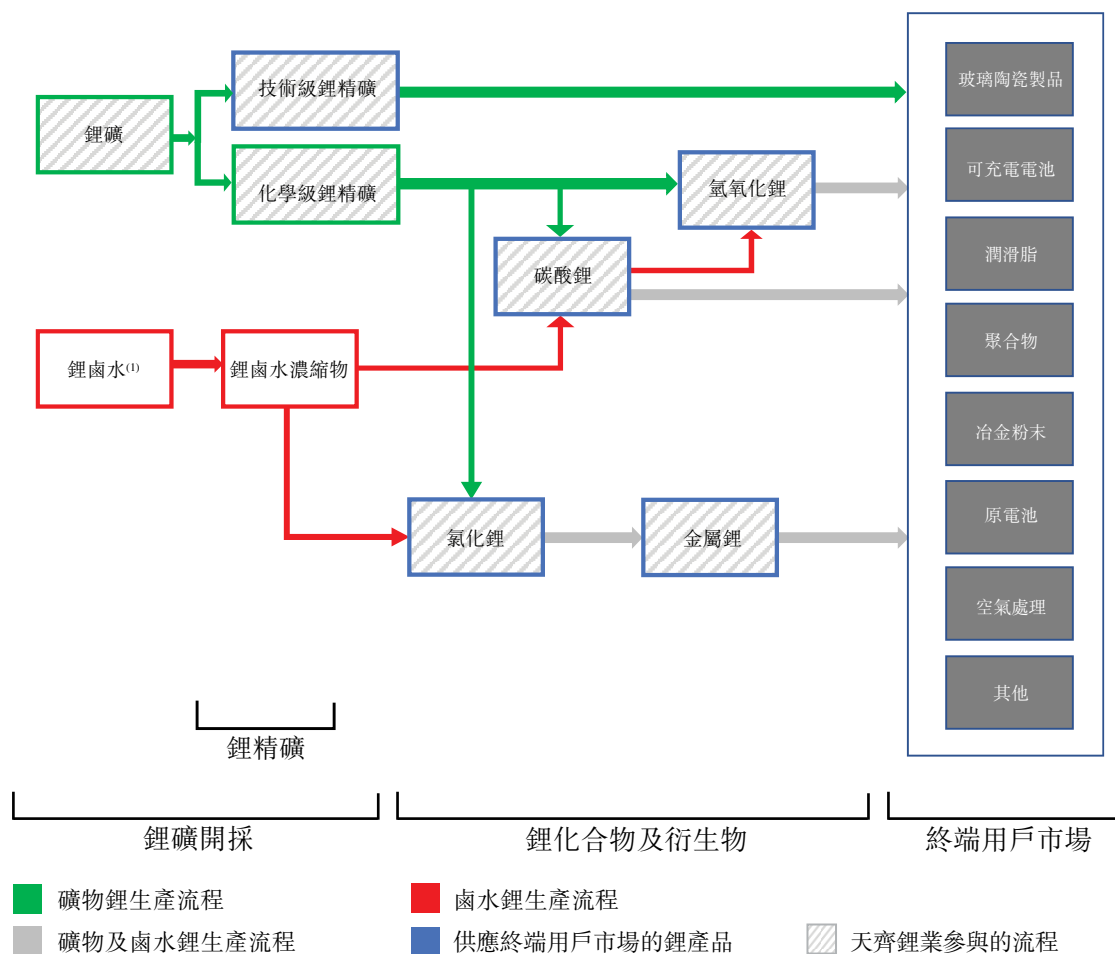 技術級鋰精礦
鋰礦
化學級鋰精礦
氫氧化鋰
碳酸鋰
鋰鹵水(1)
鋰鹵水濃縮物
氯化鋰
金屬鋰
玻璃陶瓷製品
可充電電池
潤滑脂
聚合物
冶金粉末
原電池
空氣處理
其他
鋰精礦
鋰礦開採
鋰化合物及衍生物
終端用戶市場
礦物鋰生產流程
鹵水鋰生產流程
礦物及鹵水鋰生產流程
供應終端用戶市場的鋰產品
天齊鋰業參與的流程